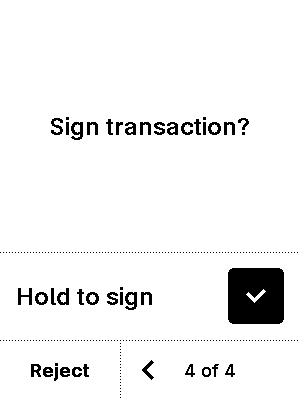 Sign transaction?
Hold to sign
Reject
4 of 4